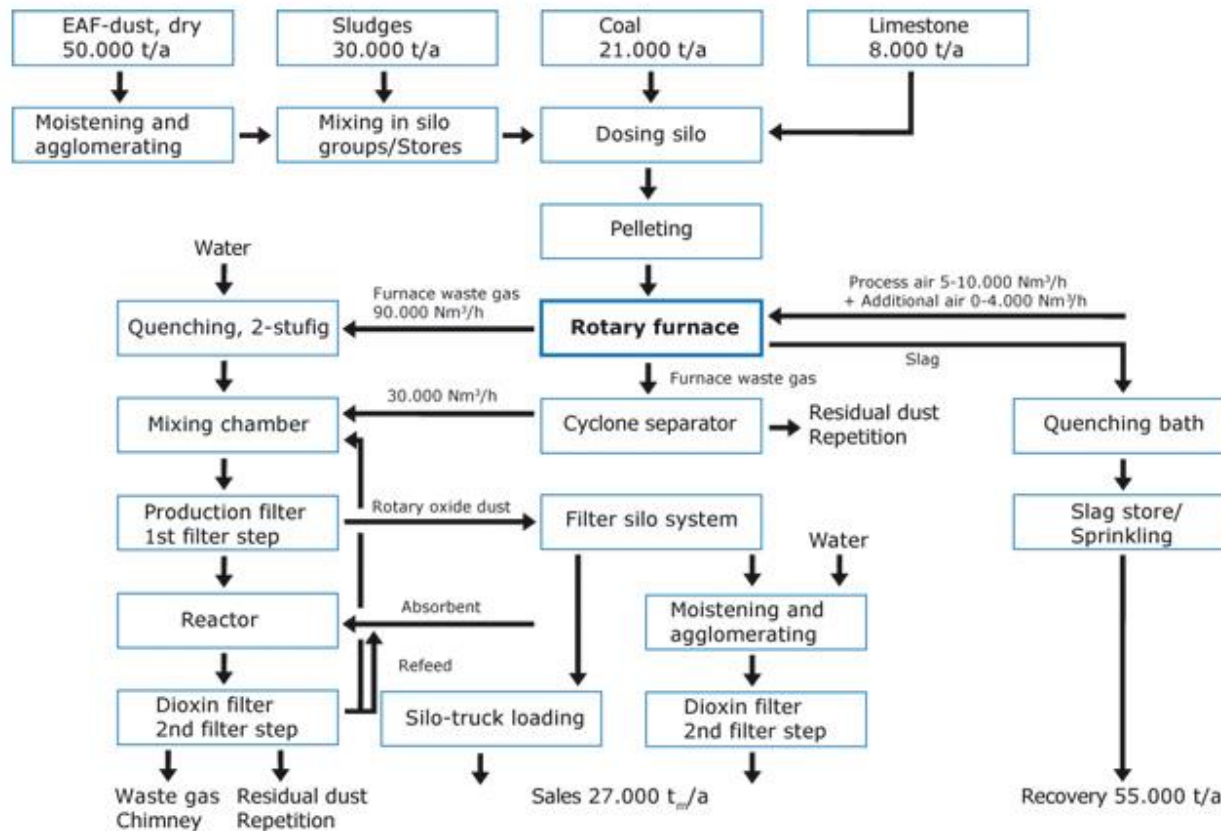 EAF-dust, dry
50.000 t/a
Sludges
30.000 t/a
Coal
21.000 t/a
Limestone
8.000 t/a
Moistening and
agglomerating
Mixing in silo
groups/Stores
Dosing silo
Pelleting
Water
Furnace waste gas
90.000 Nm³/h
Process air 5-10.000 Nm³/h
+ Additional air 0-4.000 Nm³/h
Quenching, 2-stufig
Rotary furnace
Slag
Furnace waste gas
30.000 Nm³/h
Mixing chamber
Cyclone separator
Residual dust
Repetition
Quenching bath
Production filter
1st filter step
Rotary oxide dust
Filter silo system
Water
Slag store/
Sprinkling
Reactor
Absorbent
Moistening and
agglomerating
Refeed
Dioxin filter
2nd filter step
Silo-truck loading
Dioxin filter
2nd filter step
Waste gas
Chimney
Residual dust
Repetition
Sales 27.000 tm/a
Recovery 55.000 t/a